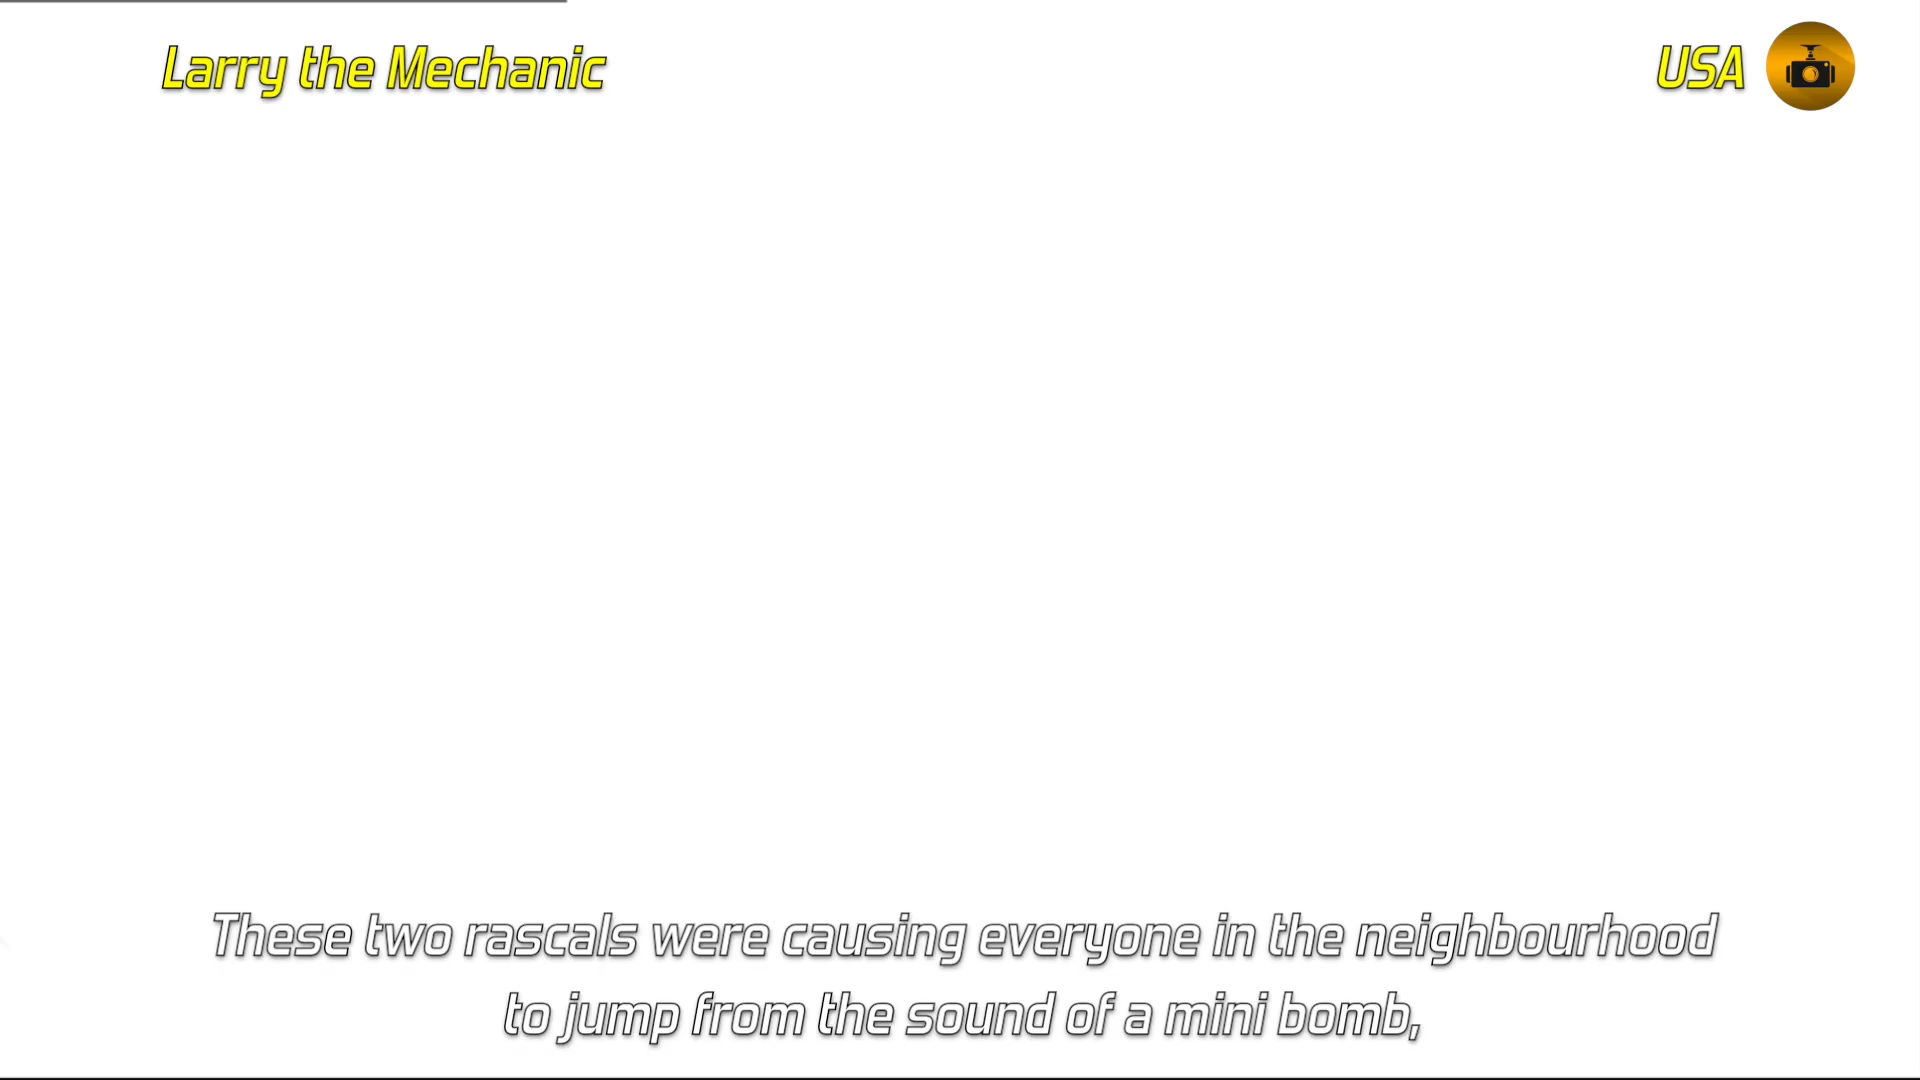 Larry the Mechanic
USA
These two rascals were causing everyone in the neighbourhood
to jump from the sound of a mini bomb,